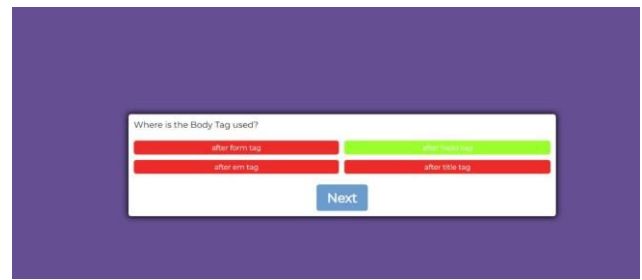 Where is the Body Tag used?
after form tag
after head tag
after em tag
after title tag
Next